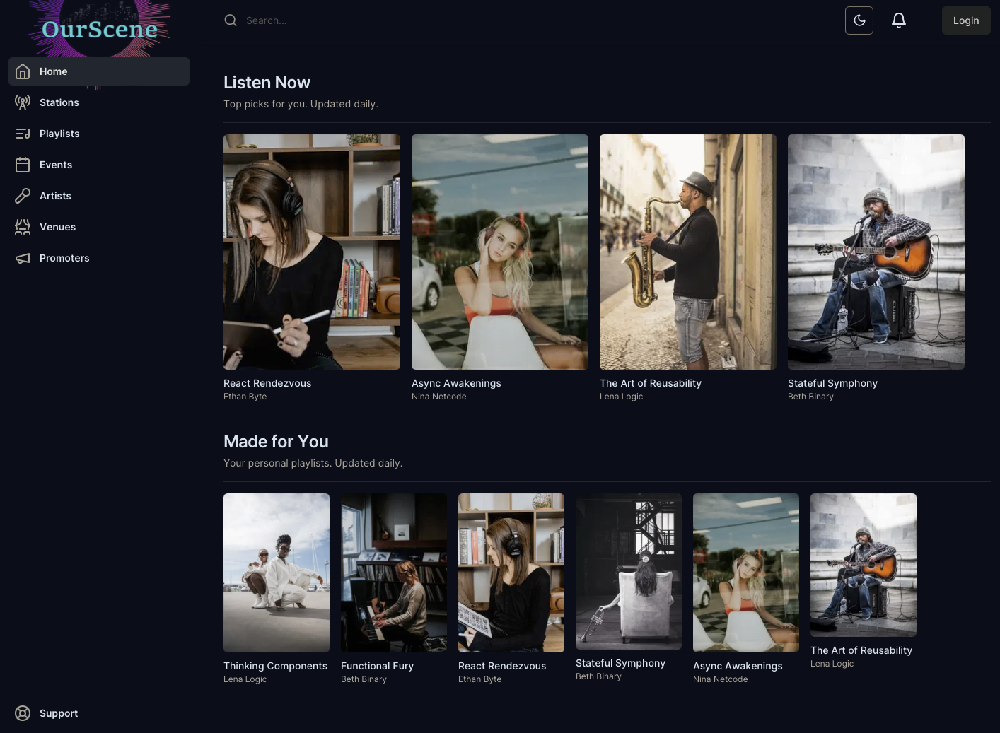 OurScene
Search...
Login
Home
Stations
Playlists
Events
Artists
Venues
Promoters
Support
Listen Now
Top picks for you. Updated daily.
React Rendezvous
Ethan Byte
Async Awakenings
Nina Netcode
The Art of Reusability
Lena Logic
Stateful Symphony
Beth Binary
Made for You
Your personal playlists. Updated daily.
Thinking Components
Lena Logic
Functional Fury
Beth Binary
React Rendezvous
Ethan Byte
Stateful Symphony
Beth Binary
Async Awakenings
Nina Netcode
The Art of Reusability
Lena Logic